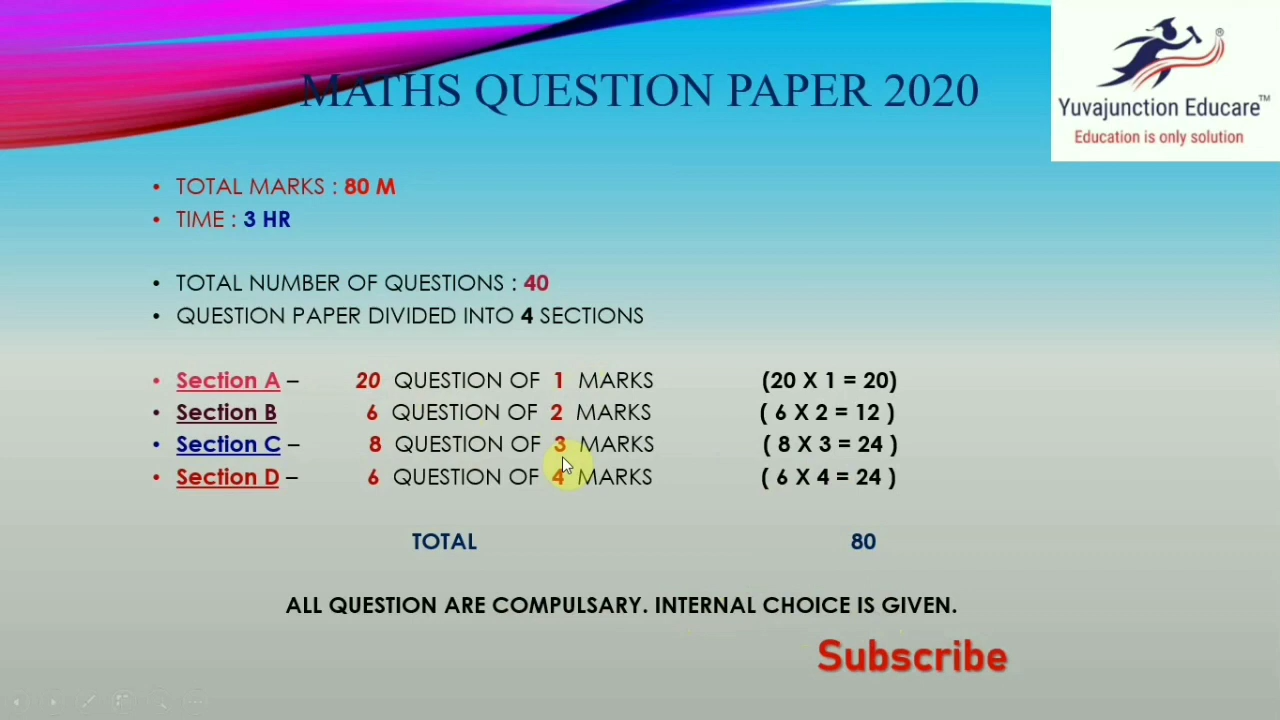 MATHS QUESTION PAPER 2020
®
Yuvajunction Educare™
Education is only solution
• TOTAL MARKS : 80 M
• TIME : 3 HR
• TOTAL NUMBER OF QUESTIONS : 40
• QUESTION PAPER DIVIDED INTO 4 SECTIONS
• Section A – 20 QUESTION OF 1 MARKS (20 X 1 = 20)
• Section B 6 QUESTION OF 2 MARKS ( 6 X 2 = 12 )
• Section C – 8 QUESTION OF 3 MARKS ( 8 X 3 = 24 )
• Section D – 6 QUESTION OF 4 MARKS ( 6 X 4 = 24 )
TOTAL 80
ALL QUESTION ARE COMPULSARY. INTERNAL CHOICE IS GIVEN.
Subscribe